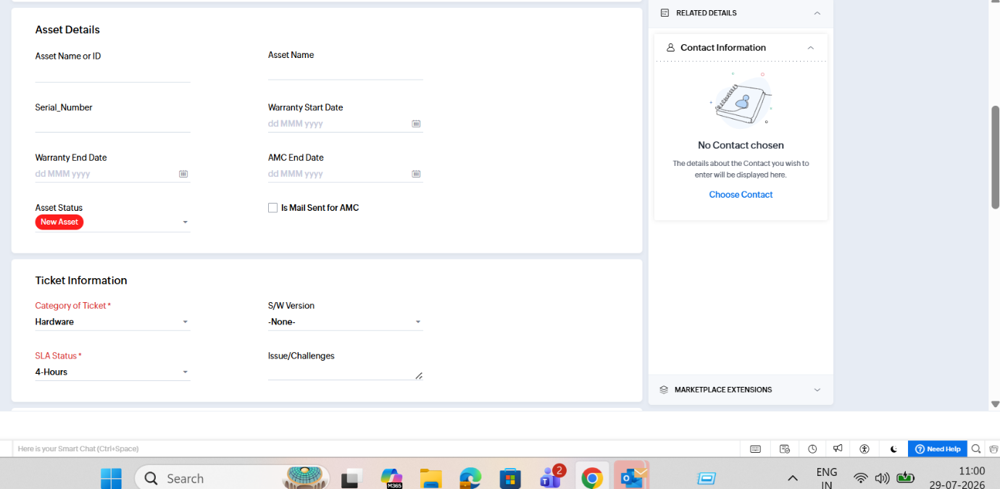 Asset Details
Asset Name or ID
Asset Name
Serial_Number
Warranty Start Date
dd MMM yyyy
Warranty End Date
dd MMM yyyy
AMC End Date
dd MMM yyyy
Asset Status
New Asset
Is Mail Sent for AMC
Ticket Information
Category of Ticket *
Hardware
S/W Version
-None-
SLA Status *
4-Hours
Issue/Challenges
RELATED DETAILS
Contact Information
No Contact chosen
The details about the Contact you wish to
enter will be displayed here.
Choose Contact
MARKETPLACE EXTENSIONS
Here is your Smart Chat (Ctrl+Space)
Need Help
Search
M365
T
2
O
ENG
IN
11:00
29-07-2026